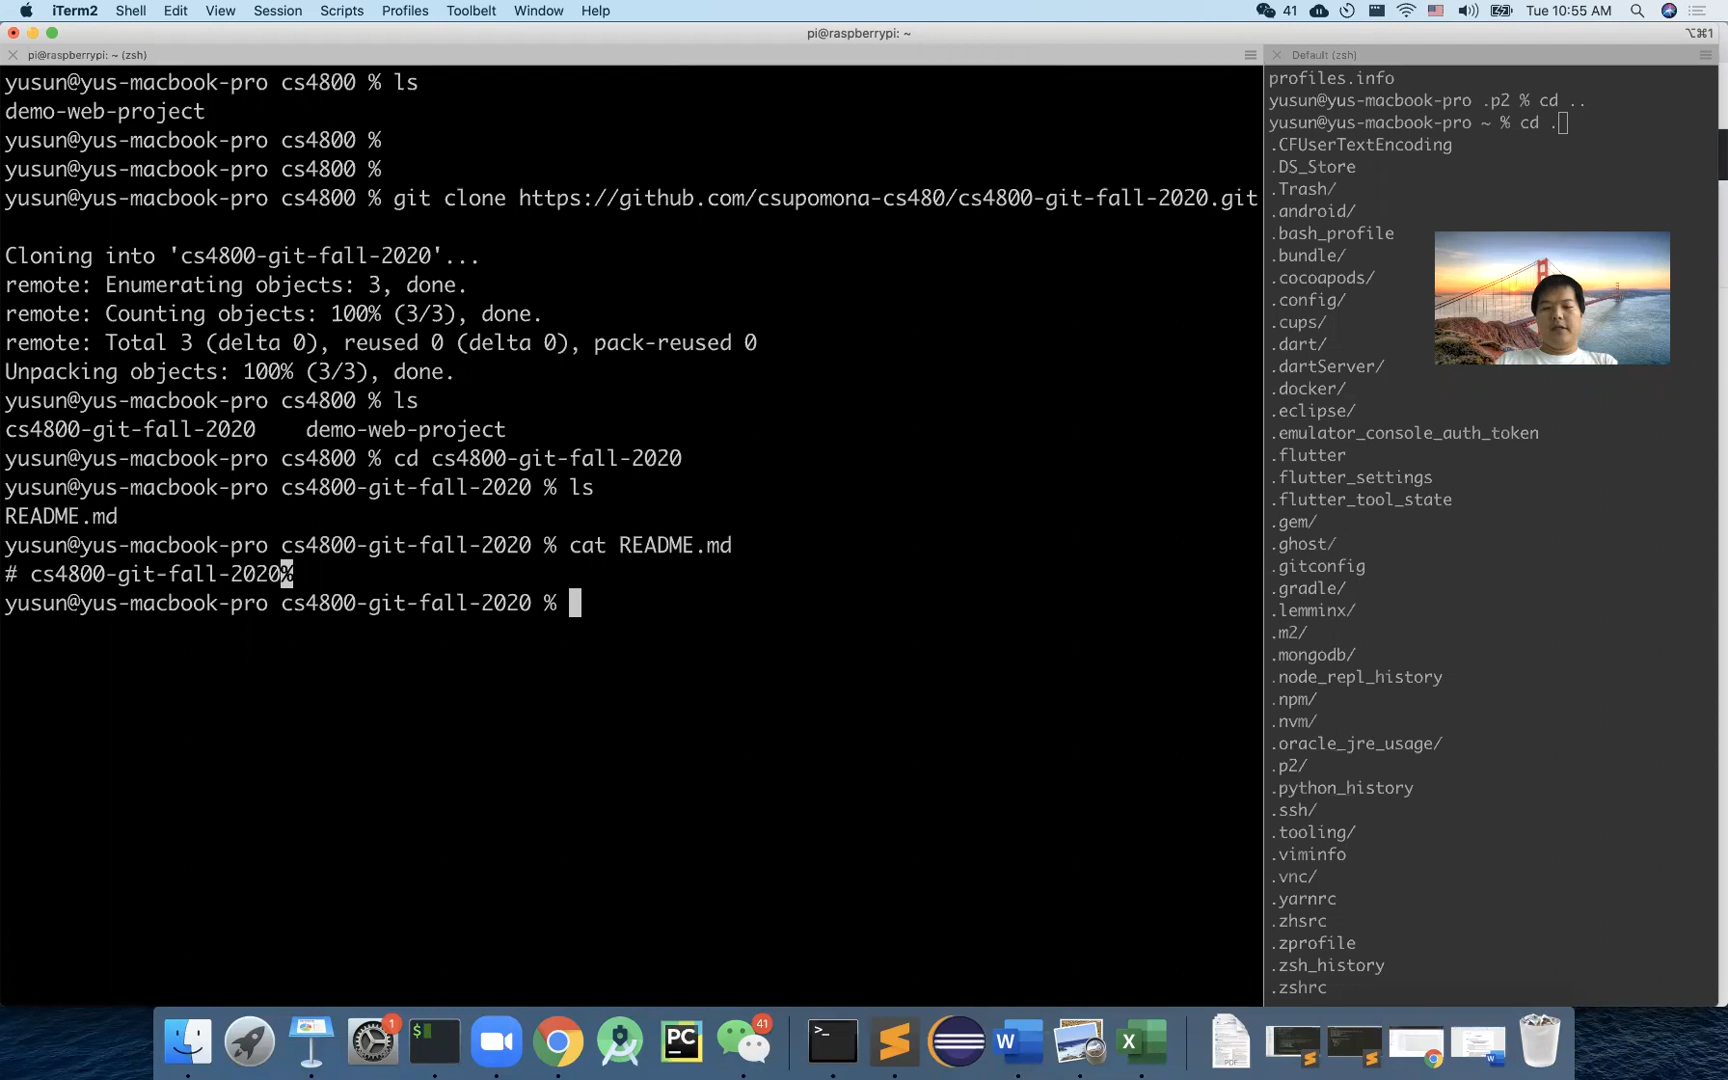 iTerm2 Shell Edit View Session Scripts Profiles Toolbelt Window Help 41 Tue 10:55 AM
pi@raspberrypi: ~ ⌥⌘1
pi@raspberrypi: ~ (zsh)
yusun@yus-macbook-pro cs4800 % ls
demo-web-project
yusun@yus-macbook-pro cs4800 %
yusun@yus-macbook-pro cs4800 %
yusun@yus-macbook-pro cs4800 % git clone https://github.com/csupomona-cs480/cs4800-git-fall-2020.git
Cloning into 'cs4800-git-fall-2020'...
remote: Enumerating objects: 3, done.
remote: Counting objects: 100% (3/3), done.
remote: Total 3 (delta 0), reused 0 (delta 0), pack-reused 0
Unpacking objects: 100% (3/3), done.
yusun@yus-macbook-pro cs4800 % ls
cs4800-git-fall-2020 demo-web-project
yusun@yus-macbook-pro cs4800 % cd cs4800-git-fall-2020
yusun@yus-macbook-pro cs4800-git-fall-2020 % ls
README.md
yusun@yus-macbook-pro cs4800-git-fall-2020 % cat README.md
# cs4800-git-fall-2020%
yusun@yus-macbook-pro cs4800-git-fall-2020 %
Default (zsh)
profiles.info
yusun@yus-macbook-pro .p2 % cd ..
yusun@yus-macbook-pro ~ % cd .
.CFUserTextEncoding
.DS_Store
.Trash/
.android/
.bash_profile
.bundle/
.cocoapods/
.config/
.cups/
.dart/
.dartServer/
.docker/
.eclipse/
.emulator_console_auth_token
.flutter
.flutter_settings
.flutter_tool_state
.gem/
.ghost/
.gitconfig
.gradle/
.lemminx/
.m2/
.mongodb/
.node_repl_history
.npm/
.nvm/
.oracle_jre_usage/
.p2/
.python_history
.ssh/
.tooling/
.viminfo
.vnc/
.yarnrc
.zhsrc
.zprofile
.zsh_history
.zshrc
1
$
PC
41
>_
W
X
PDF